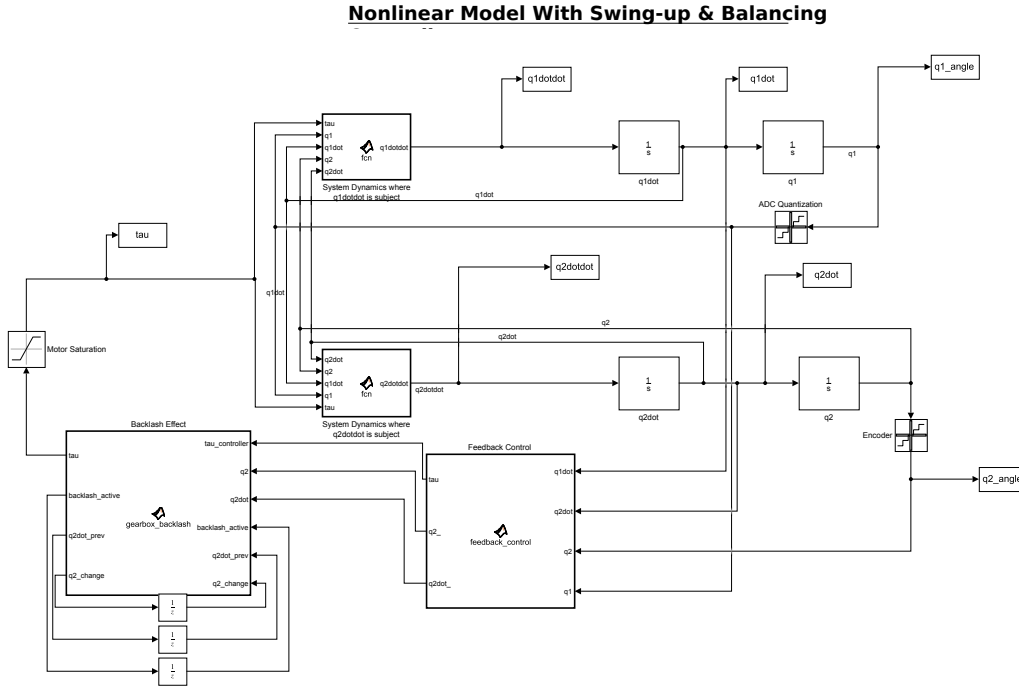 Nonlinear Model With Swing-up & Balancing
q1dotdot
q1dot
q1_angle
tau
q1
q1dot
q2
q2dot
fcn
q1dotdot
System Dynamics where
q1dotdot is subject
1
s
q1dot
1
s
q1
q1
q1dot
ADC Quantization
tau
q2dotdot
q2dot
q1dot
q2
q2dot
Motor Saturation
q2dot
q2
q1dot
q1
tau
fcn
q2dotdot
q2dotdot
System Dynamics where
q2dotdot is subject
1
s
q2dot
1
s
q2
Encoder
q2_angle
Backlash Effect
tau
backlash_active
q2dot_prev
q2_change
gearbox_backlash
tau_controller
q2
q2dot
backlash_active
q2dot_prev
q2_change
Feedback Control
tau
q2_
q2dot_
feedback_control
q1dot
q2dot
q2
q1
1
z
1
z
1
z